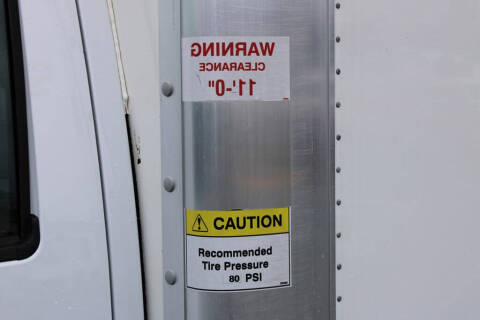 WARNING
CLEARANCE
11'-0"
CAUTION
Recommended
Tire Pressure
80 PSI